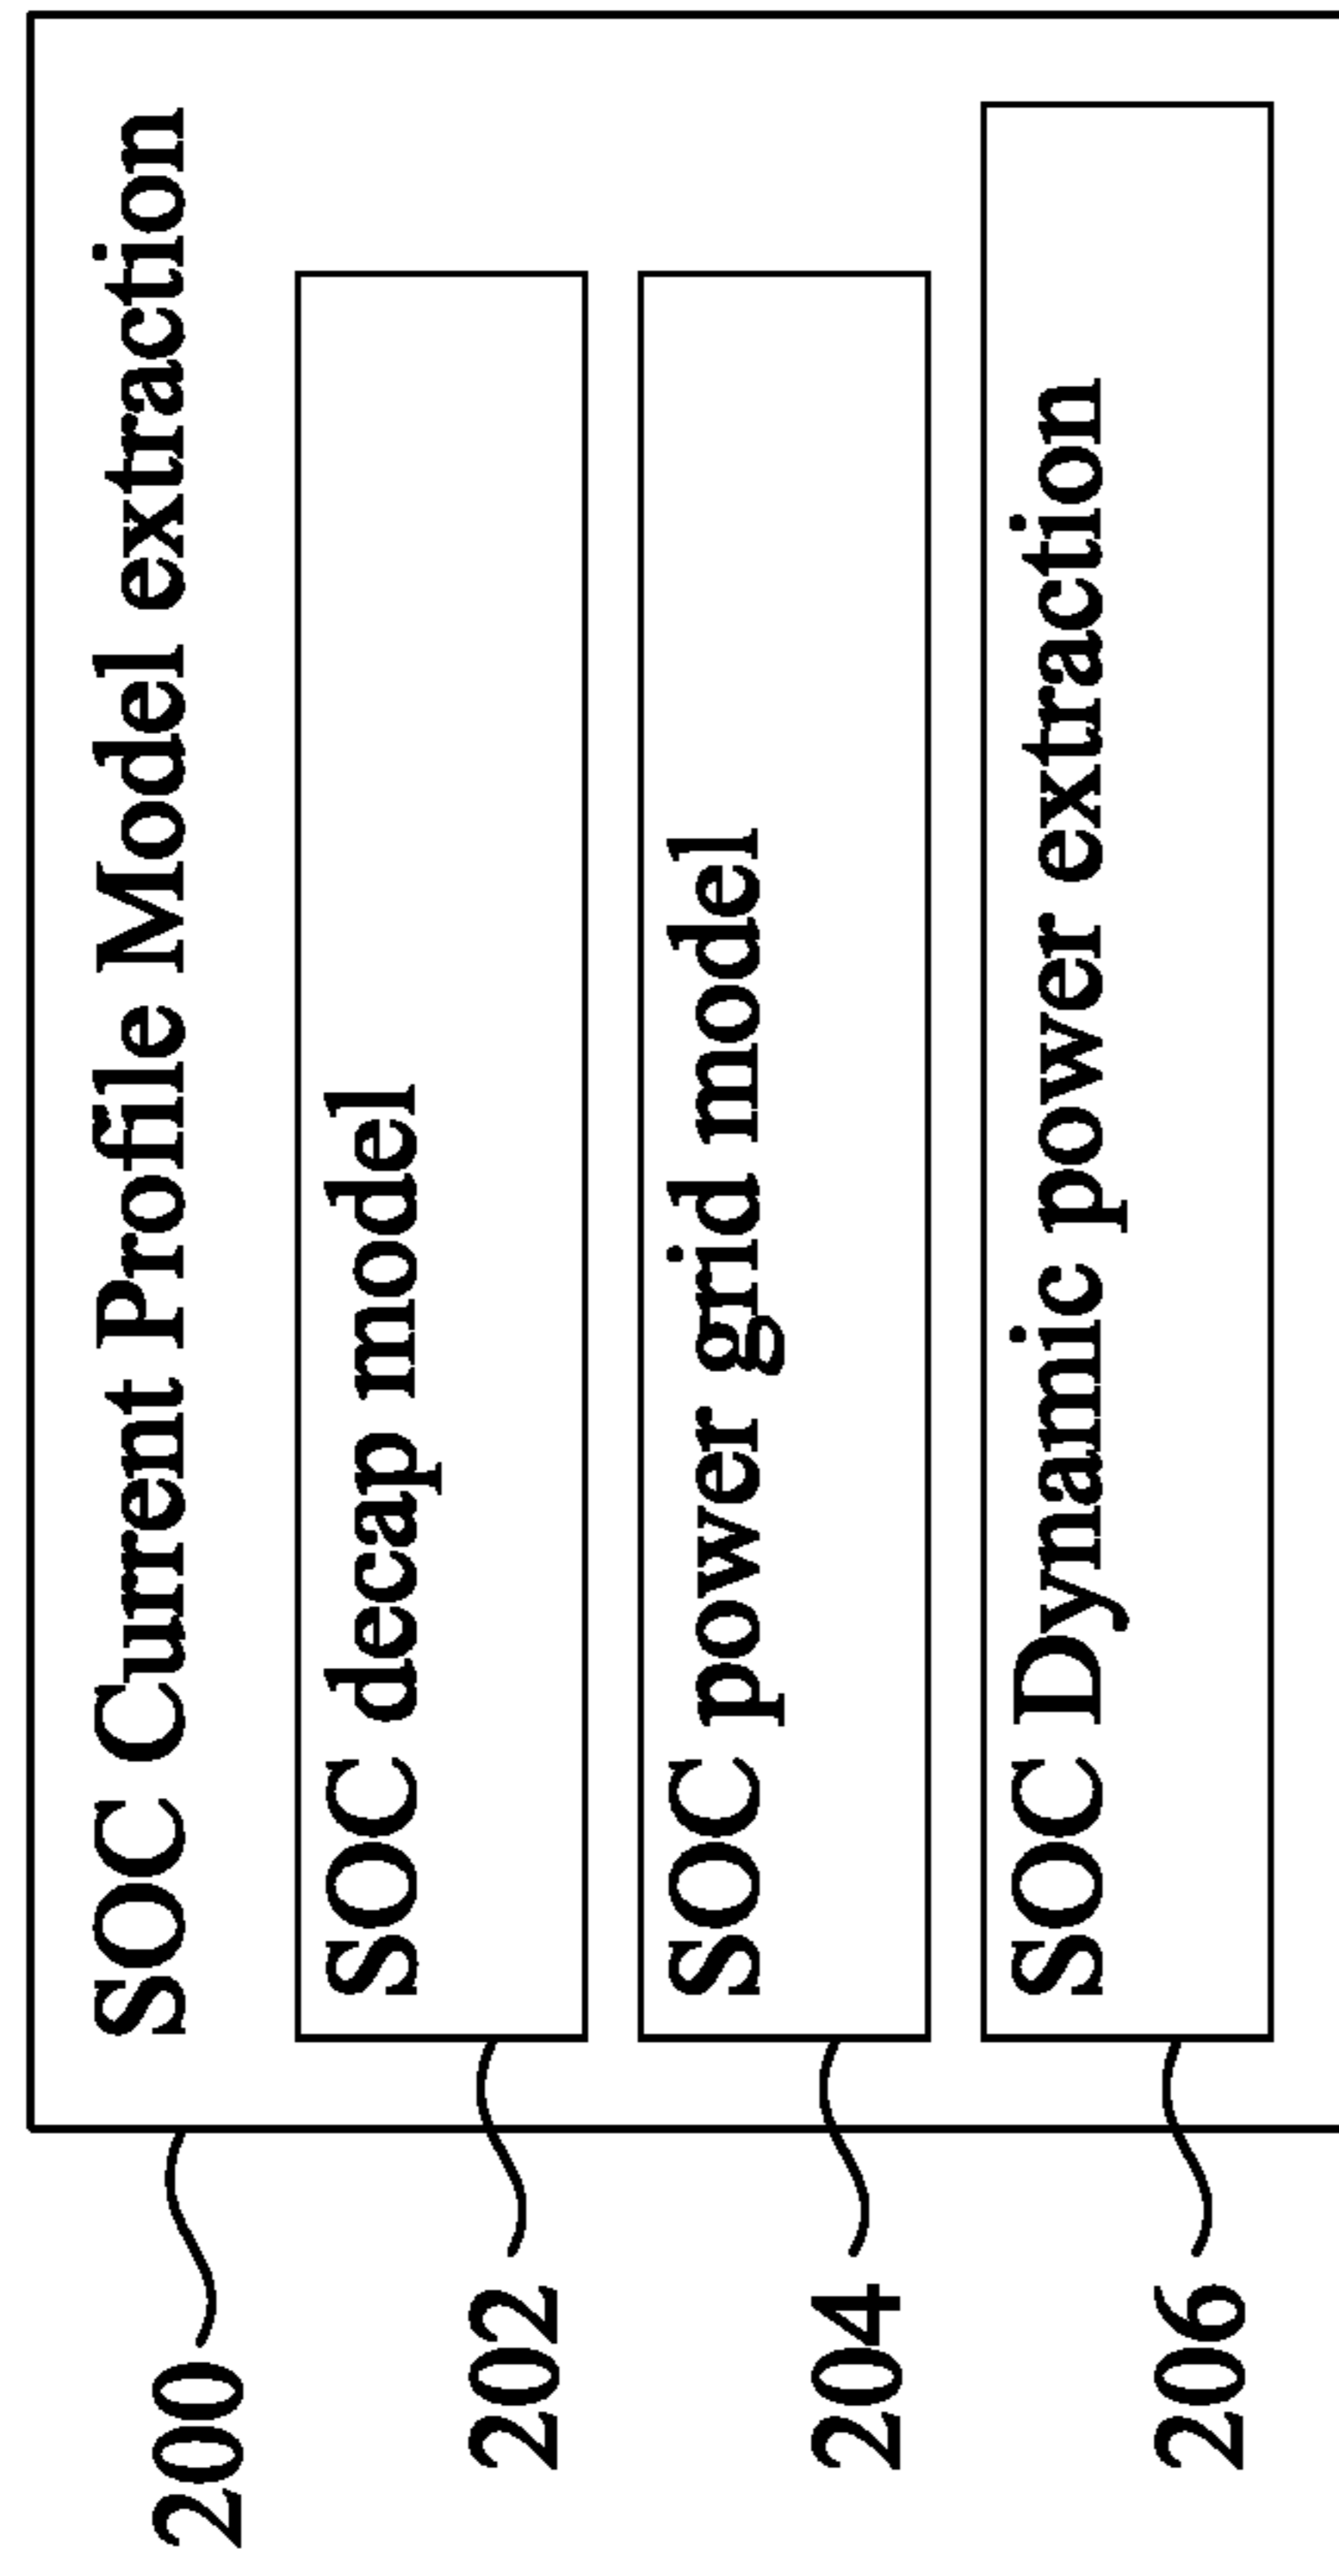 SOC Current Profile Model extraction
200
SOC decap model
202
SOC power grid model
204
SOC Dynamic power extraction
206